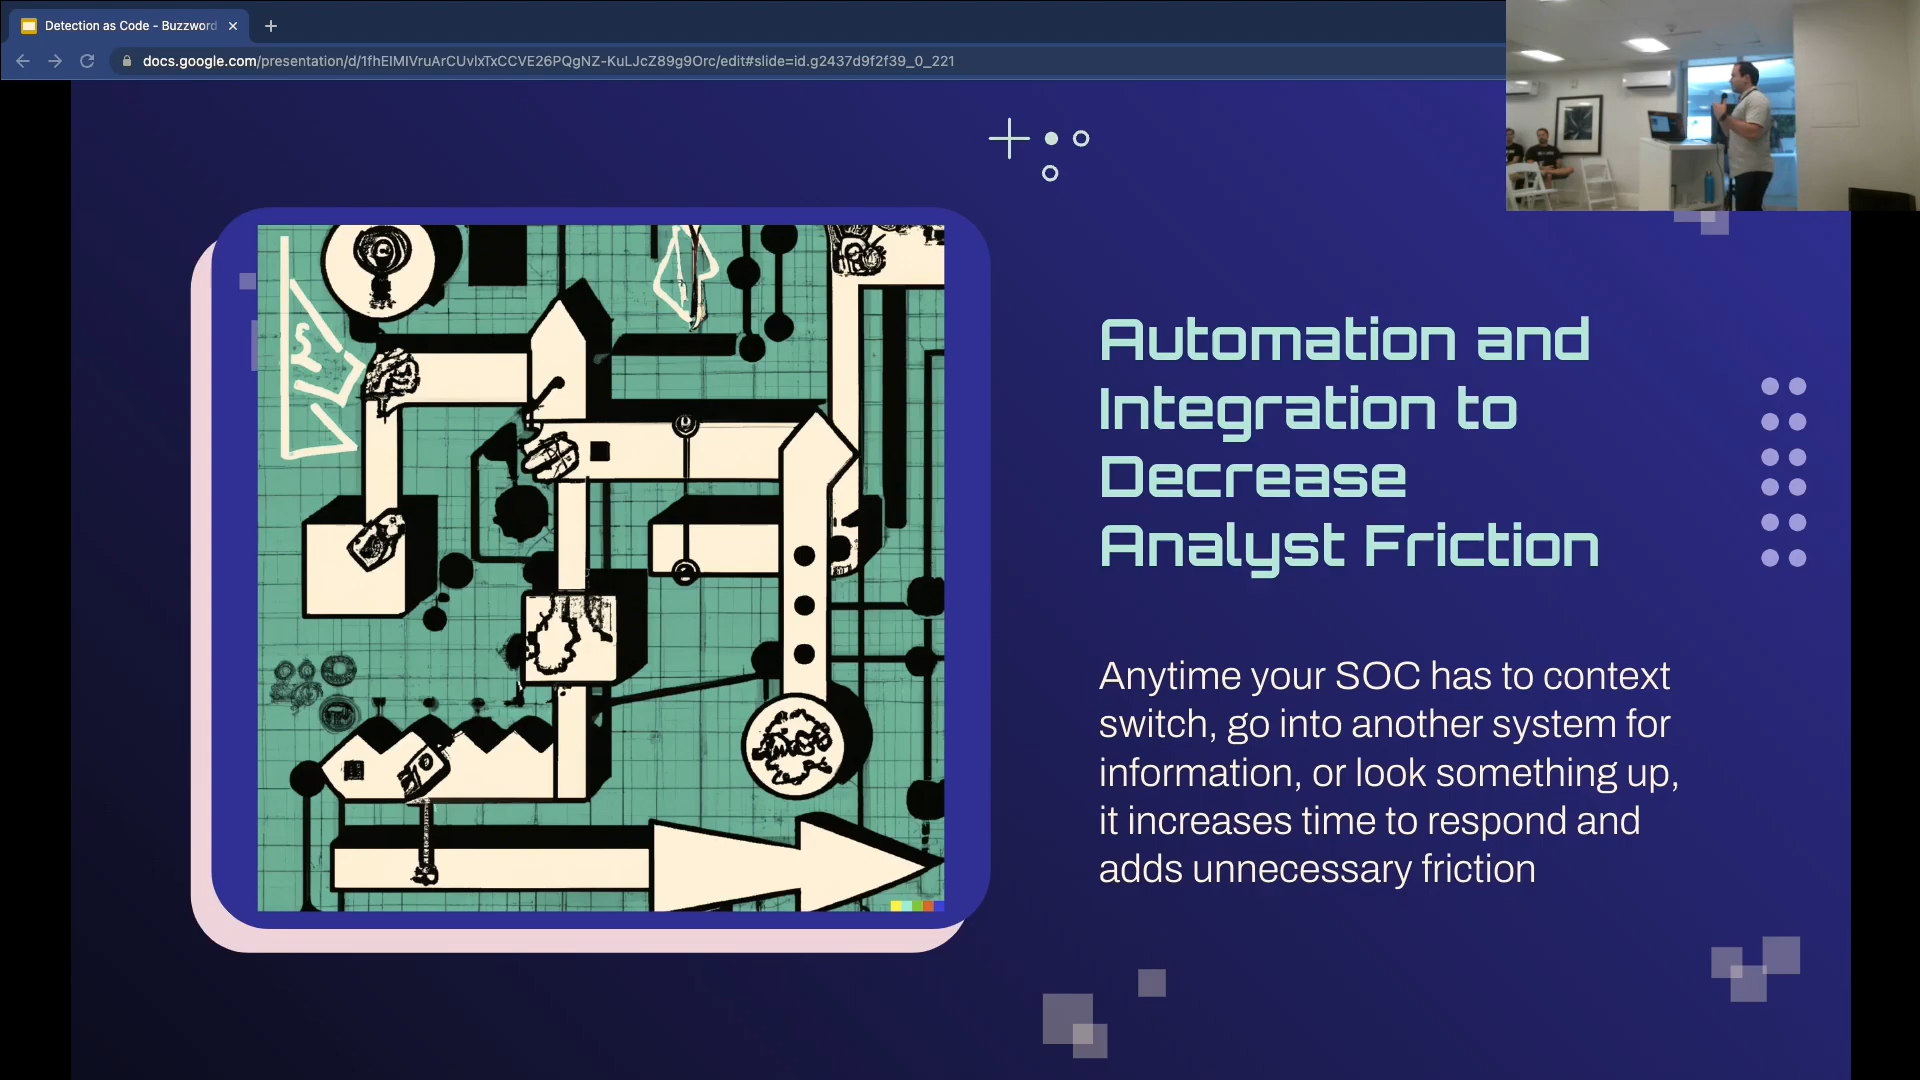 Detection as Code - Buzzword
docs.google.com/presentation/d/1fhEIMIVruArCUvlxTxCCVE26PQgNZ-KuLJcZ89g9Orc/edit#slide=id.g2437d9f2f39_0_221
Automation and
Integration to
Decrease
Analyst Friction
Anytime your SOC has to context
switch, go into another system for
information, or look something up,
it increases time to respond and
adds unnecessary friction